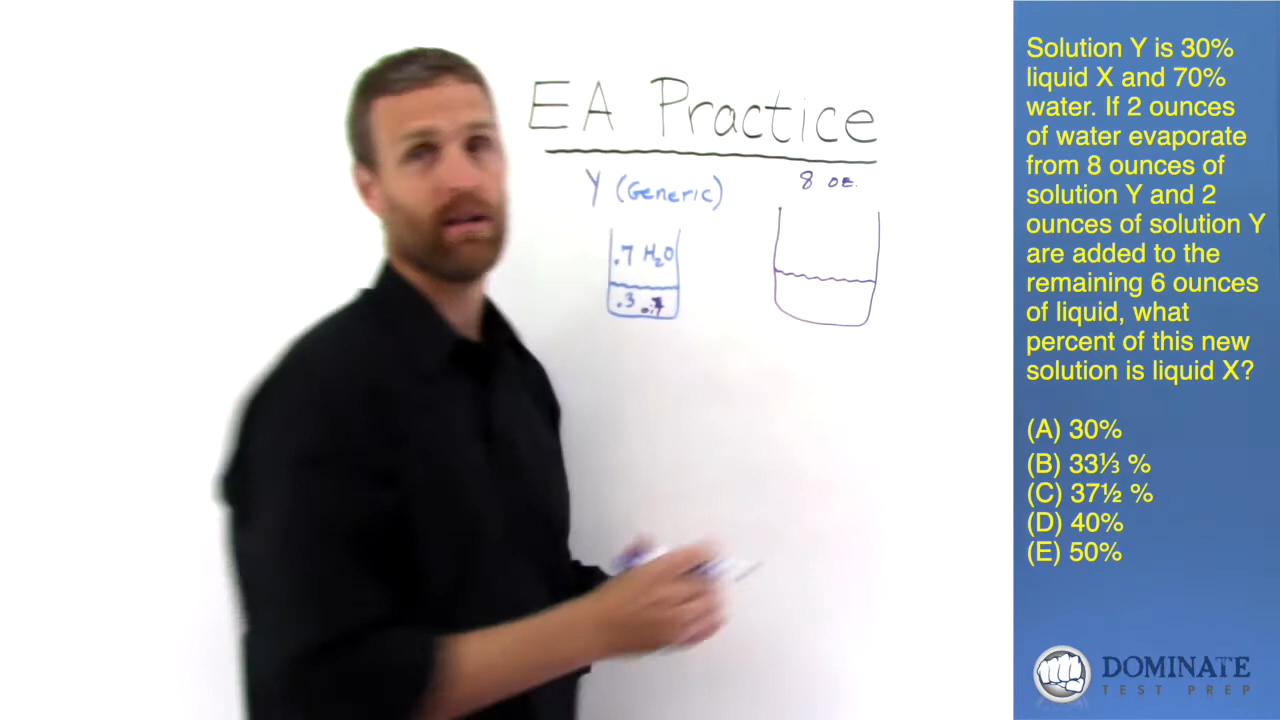 EA Practice
Y (Generic)
8 oz.
.7 H₂O
.3
Solution Y is 30%
liquid X and 70%
water. If 2 ounces
of water evaporate
from 8 ounces of
solution Y and 2
ounces of solution Y
are added to the
remaining 6 ounces
of liquid, what
percent of this new
solution is liquid X?
(A) 30%
(B) 33⅓ %
(C) 37½ %
(D) 40%
(E) 50%
DOMINATE
TEST PREP